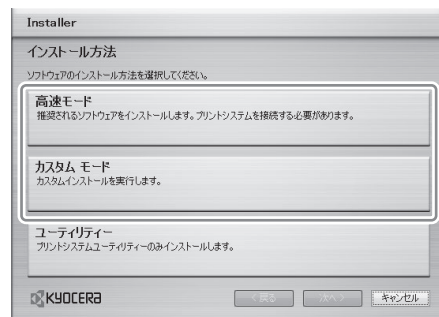 Installer
インストール方法
ソフトウェアのインストール方法を選択してください。
高速モード
推奨されるソフトウェアをインストールします。プリントシステムを接続する必要があります。
カスタム モード
カスタムインストールを実行します。
ユーティリティー
プリントシステムユーティリティーのみインストールします。
KYOCERA
< 戻る 次へ > キャンセル